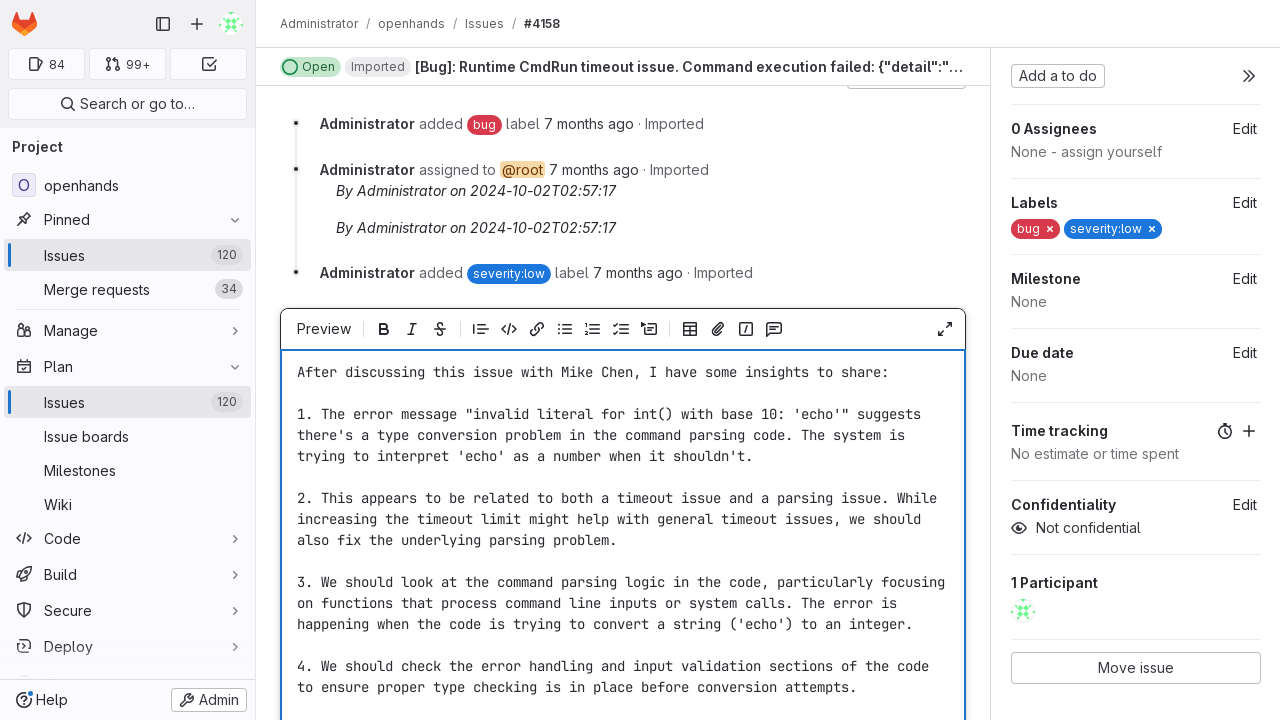 84
99+
Search or go to…
Project
O openhands
Pinned
Issues 120
Merge requests 34
Manage
Plan
Issues 120
Issue boards
Milestones
Wiki
Code
Build
Secure
Deploy
Help
Admin
Administrator / openhands / Issues / #4158
Open Imported [Bug]: Runtime CmdRun timeout issue. Command execution failed: {"detail":"…
Administrator added bug label 7 months ago · Imported
Administrator assigned to @root 7 months ago · Imported
By Administrator on 2024-10-02T02:57:17
By Administrator on 2024-10-02T02:57:17
Administrator added severity:low label 7 months ago · Imported
Preview
After discussing this issue with Mike Chen, I have some insights to share:
1. The error message "invalid literal for int() with base 10: 'echo'" suggests
there's a type conversion problem in the command parsing code. The system is
trying to interpret 'echo' as a number when it shouldn't.
2. This appears to be related to both a timeout issue and a parsing issue. While
increasing the timeout limit might help with general timeout issues, we should
also fix the underlying parsing problem.
3. We should look at the command parsing logic in the code, particularly focusing
on functions that process command line inputs or system calls. The error is
happening when the code is trying to convert a string ('echo') to an integer.
4. We should check the error handling and input validation sections of the code
to ensure proper type checking is in place before conversion attempts.
Add a to do
0 Assignees Edit
None - assign yourself
Labels Edit
bug × severity:low ×
Milestone Edit
None
Due date Edit
None
Time tracking
No estimate or time spent
Confidentiality Edit
Not confidential
1 Participant
Move issue